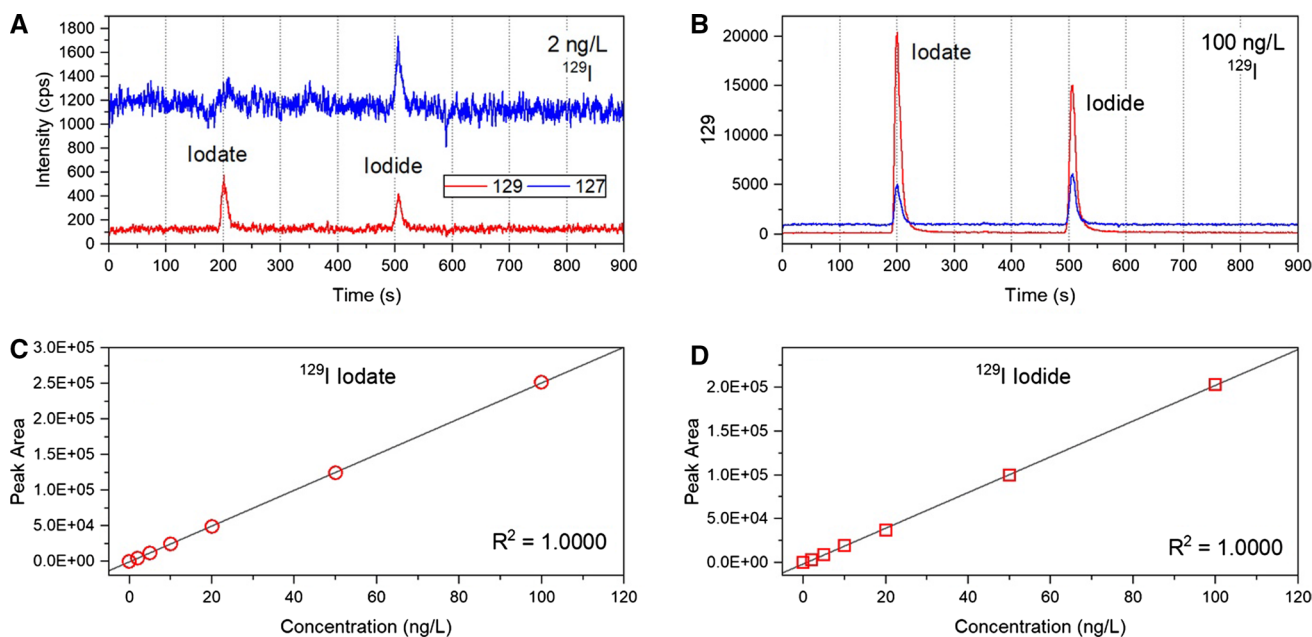 A
1800
1600
1400
1200
1000
800
600
400
200
0
Intensity (cps)
2 ng/L
¹²⁹I
Iodate
Iodide
129 127
0 100 200 300 400 500 600 700 800 900
Time (s)
B
20000
15000
10000
5000
0
129
Iodate
Iodide
100 ng/L
¹²⁹I
0 100 200 300 400 500 600 700 800 900
Time (s)
C
3.0E+05
2.5E+05
2.0E+05
1.5E+05
1.0E+05
5.0E+04
0.0E+00
Peak Area
¹²⁹I Iodate
R² = 1.0000
0 20 40 60 80 100 120
Concentration (ng/L)
D
2.0E+05
1.5E+05
1.0E+05
5.0E+04
0.0E+00
Peak Area
¹²⁹I Iodide
R² = 1.0000
0 20 40 60 80 100 120
Concentration (ng/L)